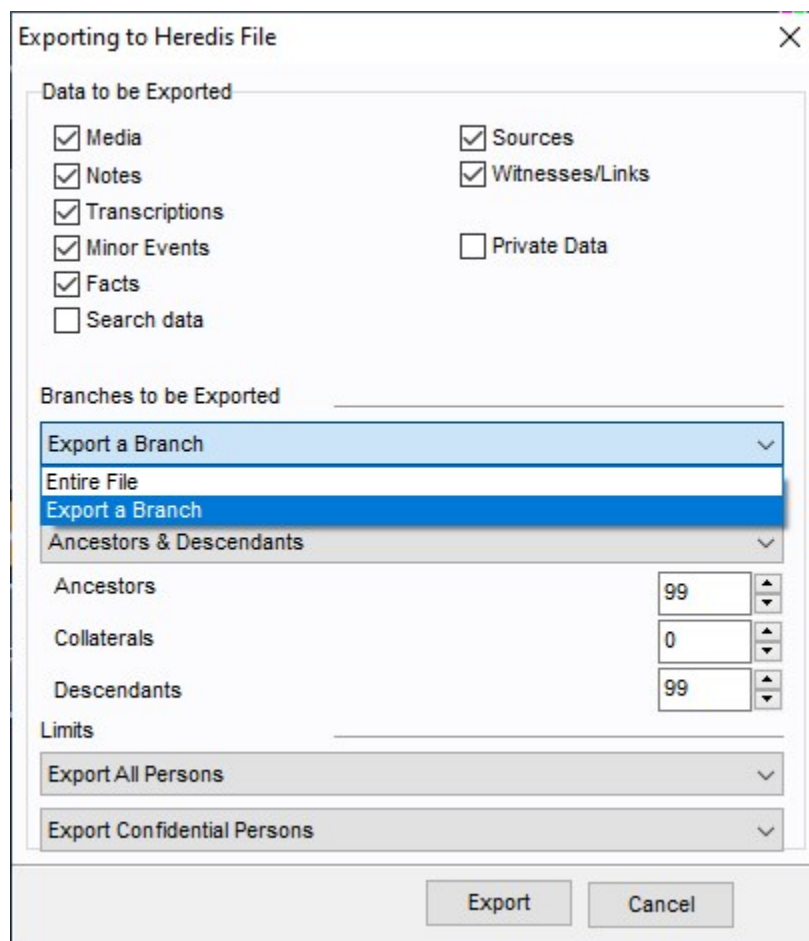 Exporting to Heredis File
Data to be Exported
Media
Sources
Notes
Witnesses/Links
Transcriptions
Minor Events
Private Data
Facts
Search data
Branches to be Exported
Export a Branch
Entire File
Export a Branch
Ancestors & Descendants
Ancestors
99
Collaterals
0
Descendants
99
Limits
Export All Persons
Export Confidential Persons
Export
Cancel